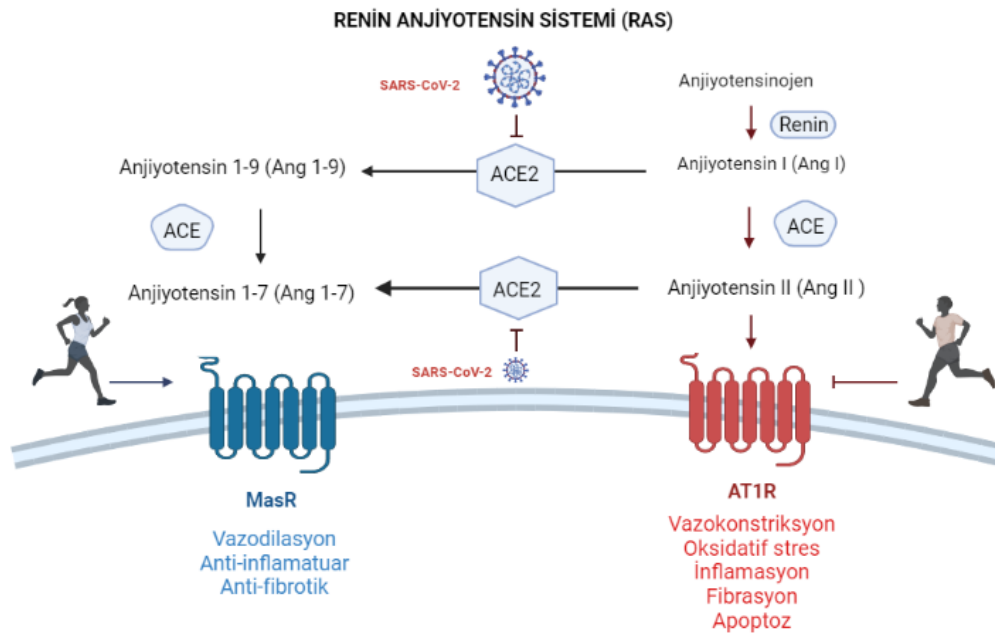 RENİN ANJİYOTENSİN SİSTEMİ (RAS)
SARS-CoV-2
Anjiyotensinojen
Renin
Anjiyotensin 1-9 (Ang 1-9)
ACE2
Anjiyotensin I (Ang I)
ACE
ACE
Anjiyotensin 1-7 (Ang 1-7)
ACE2
Anjiyotensin II (Ang II )
SARS-CoV-2
MasR
Vazodilasyon
Anti-inflamatuar
Anti-fibrotik
AT1R
Vazokonstriksyon
Oksidatif stres
İnflamasyon
Fibrasyon
Apoptoz